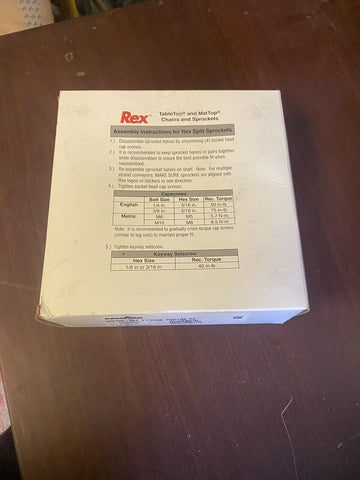 Rex
TableTop® and MatTop®
Chains and Sprockets
Assembly Instructions for Rex Split Sprockets
1.) Disassemble sprocket halves by unscrewing (4) socket head
cap screws.
2.) It is recommended to keep sprocket halves or pairs together
while disassembled to insure the best possible fit when
reassembled.
3.) Re-assemble sprocket halves on shaft. Note: For multiple
strand conveyors, MAKE SURE sprockets are aligned with
Rex logos or stickers in one direction.
4.) Tighten socket head cap screws.
Capscrews
Bolt Size Hex Size Rec. Torque
English 1/4 in. 3/16 in. 50 in-lb
3/8 in. 5/16 in. 75 in-lb
Metric M6 M5 5.7 N-m
M10 M8 8.5 N-m
Note: It is recommended to gradually cross-torque cap screws
(similar to lug nuts) to maintain proper fit.
5.) Tighten keyway setscrew.
Keyway Setscrew
Hex Size Rec. Torque
1/8 in or 3/16 in 40 in-lb